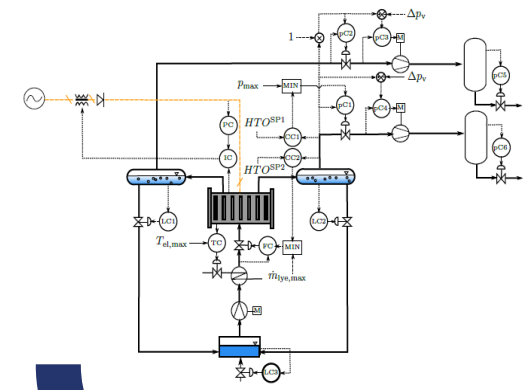 Δp_v
pC2
pC3
M
1
Δp_v
p_max
MIN
pC1
pC4
M
pC5
PC
HTO^SP1
CC1
IC
HTO^SP2
CC2
pC6
LC1
LC2
T_el,max
TC
FC
MIN
ṁ_lye,max
M
LC3